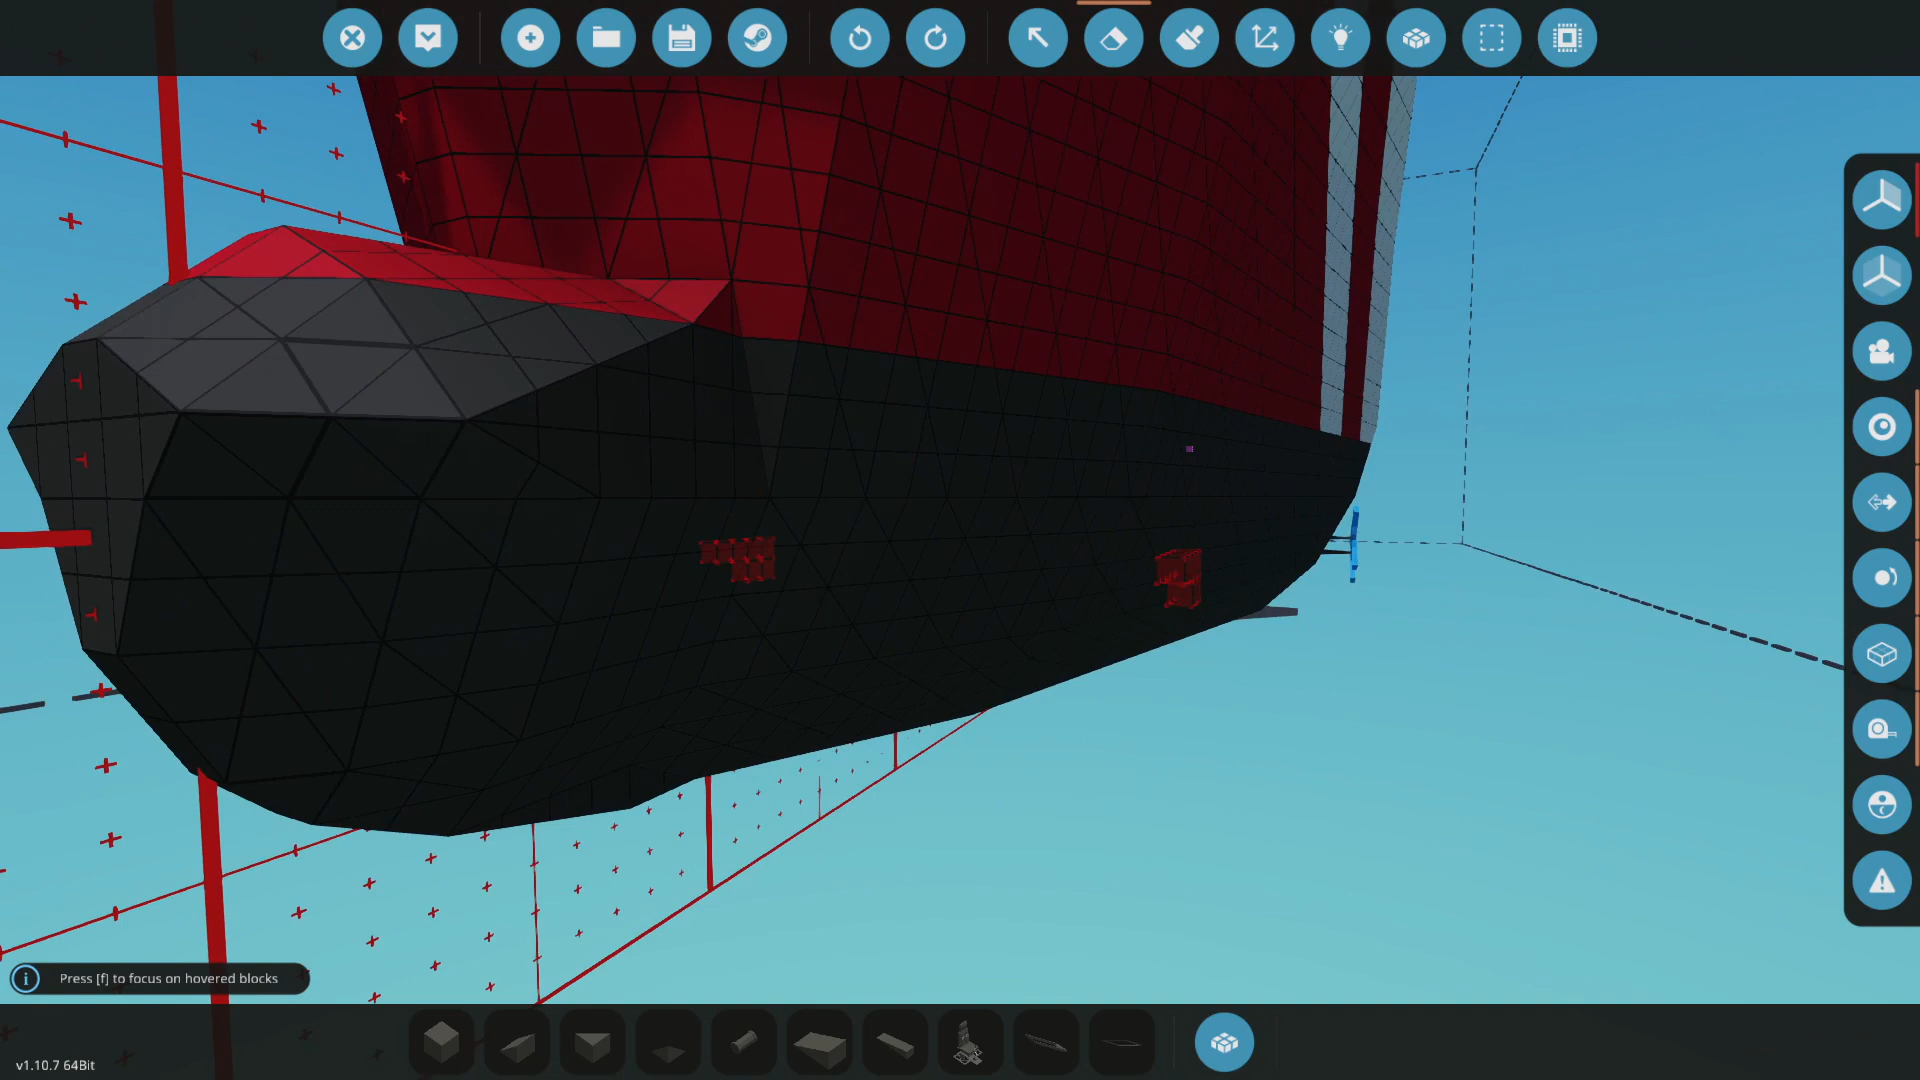 Press [f] to focus on hovered blocks
v1.10.7 64Bit